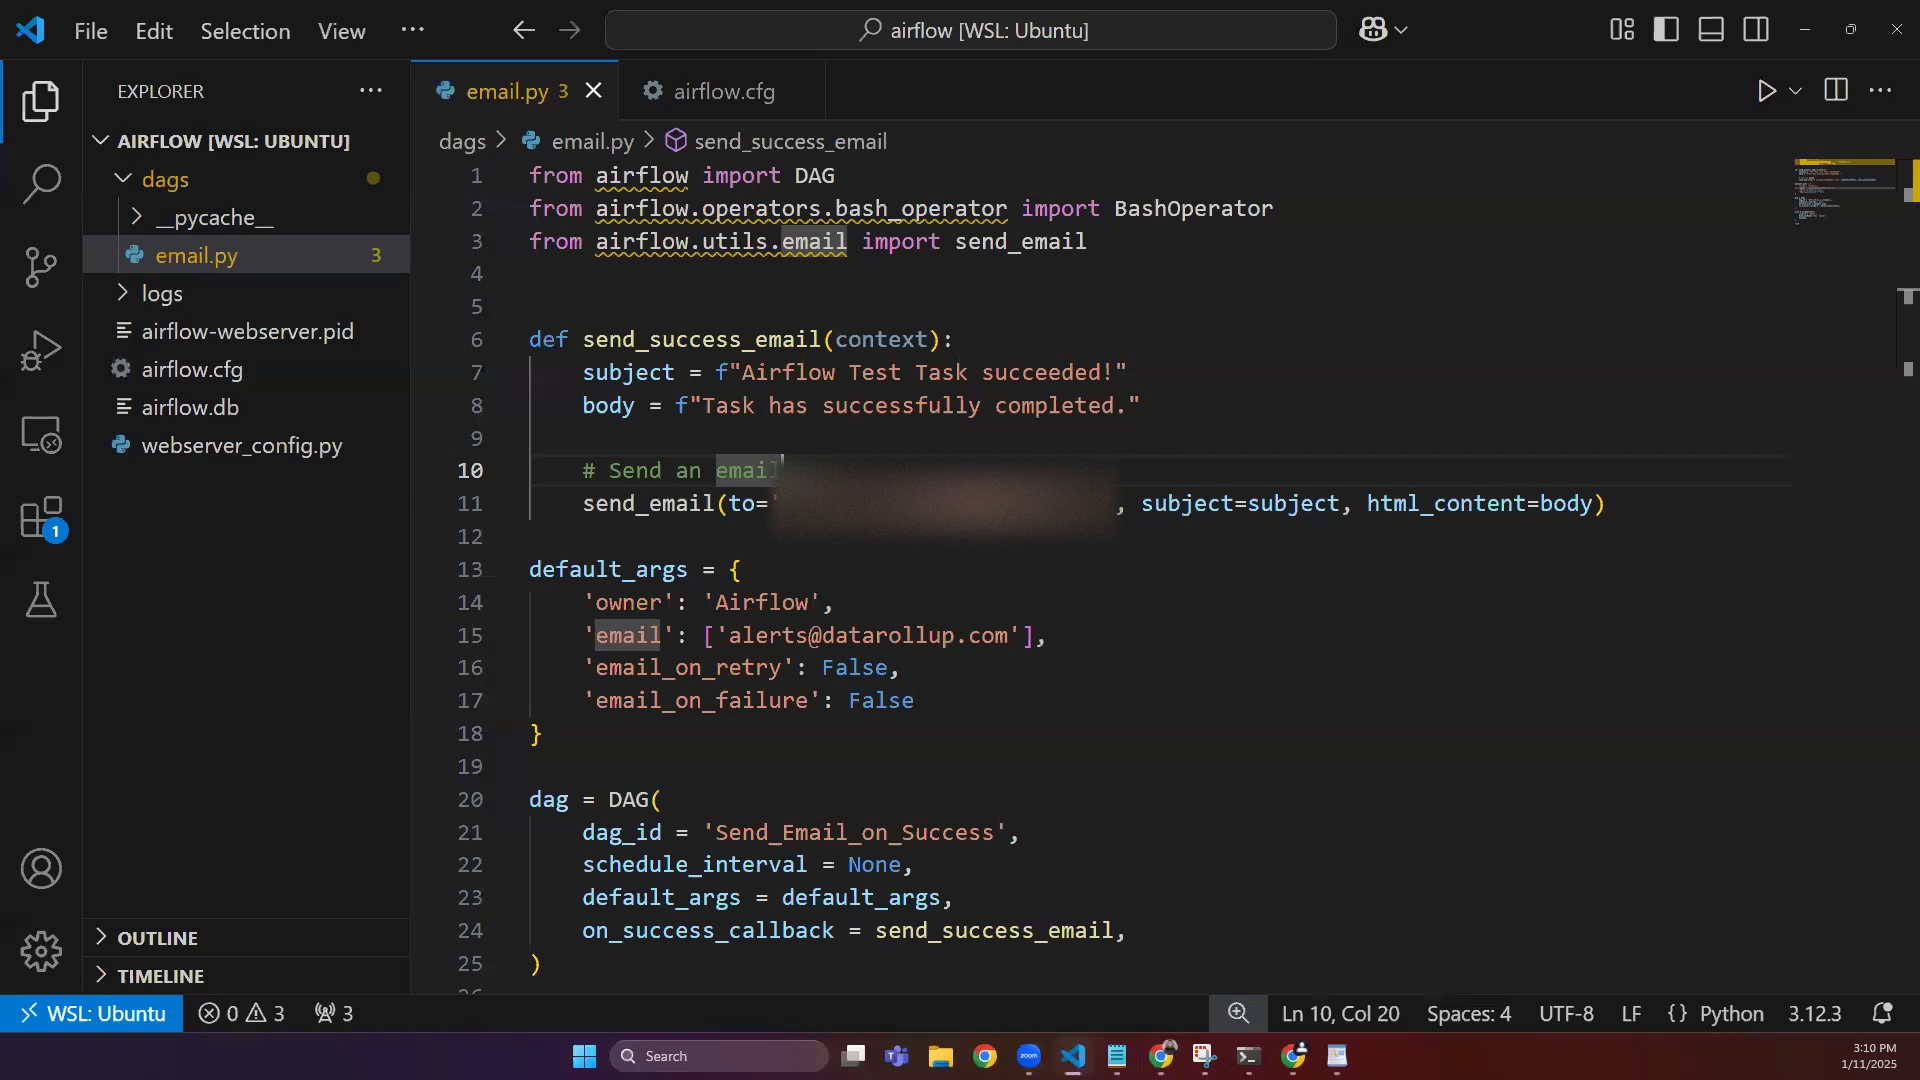 File Edit Selection View ···
airflow [WSL: Ubuntu]
EXPLORER
AIRFLOW [WSL: UBUNTU]
dags
__pycache__
email.py 3
logs
airflow-webserver.pid
airflow.cfg
airflow.db
webserver_config.py
OUTLINE
TIMELINE
1
email.py 3
airflow.cfg
dags > email.py > send_success_email
1 from airflow import DAG
2 from airflow.operators.bash_operator import BashOperator
3 from airflow.utils.email import send_email
4
5
6 def send_success_email(context):
7 subject = f"Airflow Test Task succeeded!"
8 body = f"Task has successfully completed."
9
10 # Send an email
11 send_email(to=' , subject=subject, html_content=body)
12
13 default_args = {
14 'owner': 'Airflow',
15 'email': ['alerts@datarollup.com'],
16 'email_on_retry': False,
17 'email_on_failure': False
18 }
19
20 dag = DAG(
21 dag_id = 'Send_Email_on_Success',
22 schedule_interval = None,
23 default_args = default_args,
24 on_success_callback = send_success_email,
25 )
26
WSL: Ubuntu 0 3 3
Ln 10, Col 20 Spaces: 4 UTF-8 LF {} Python 3.12.3
Search
zoom
3:10 PM
1/11/2025